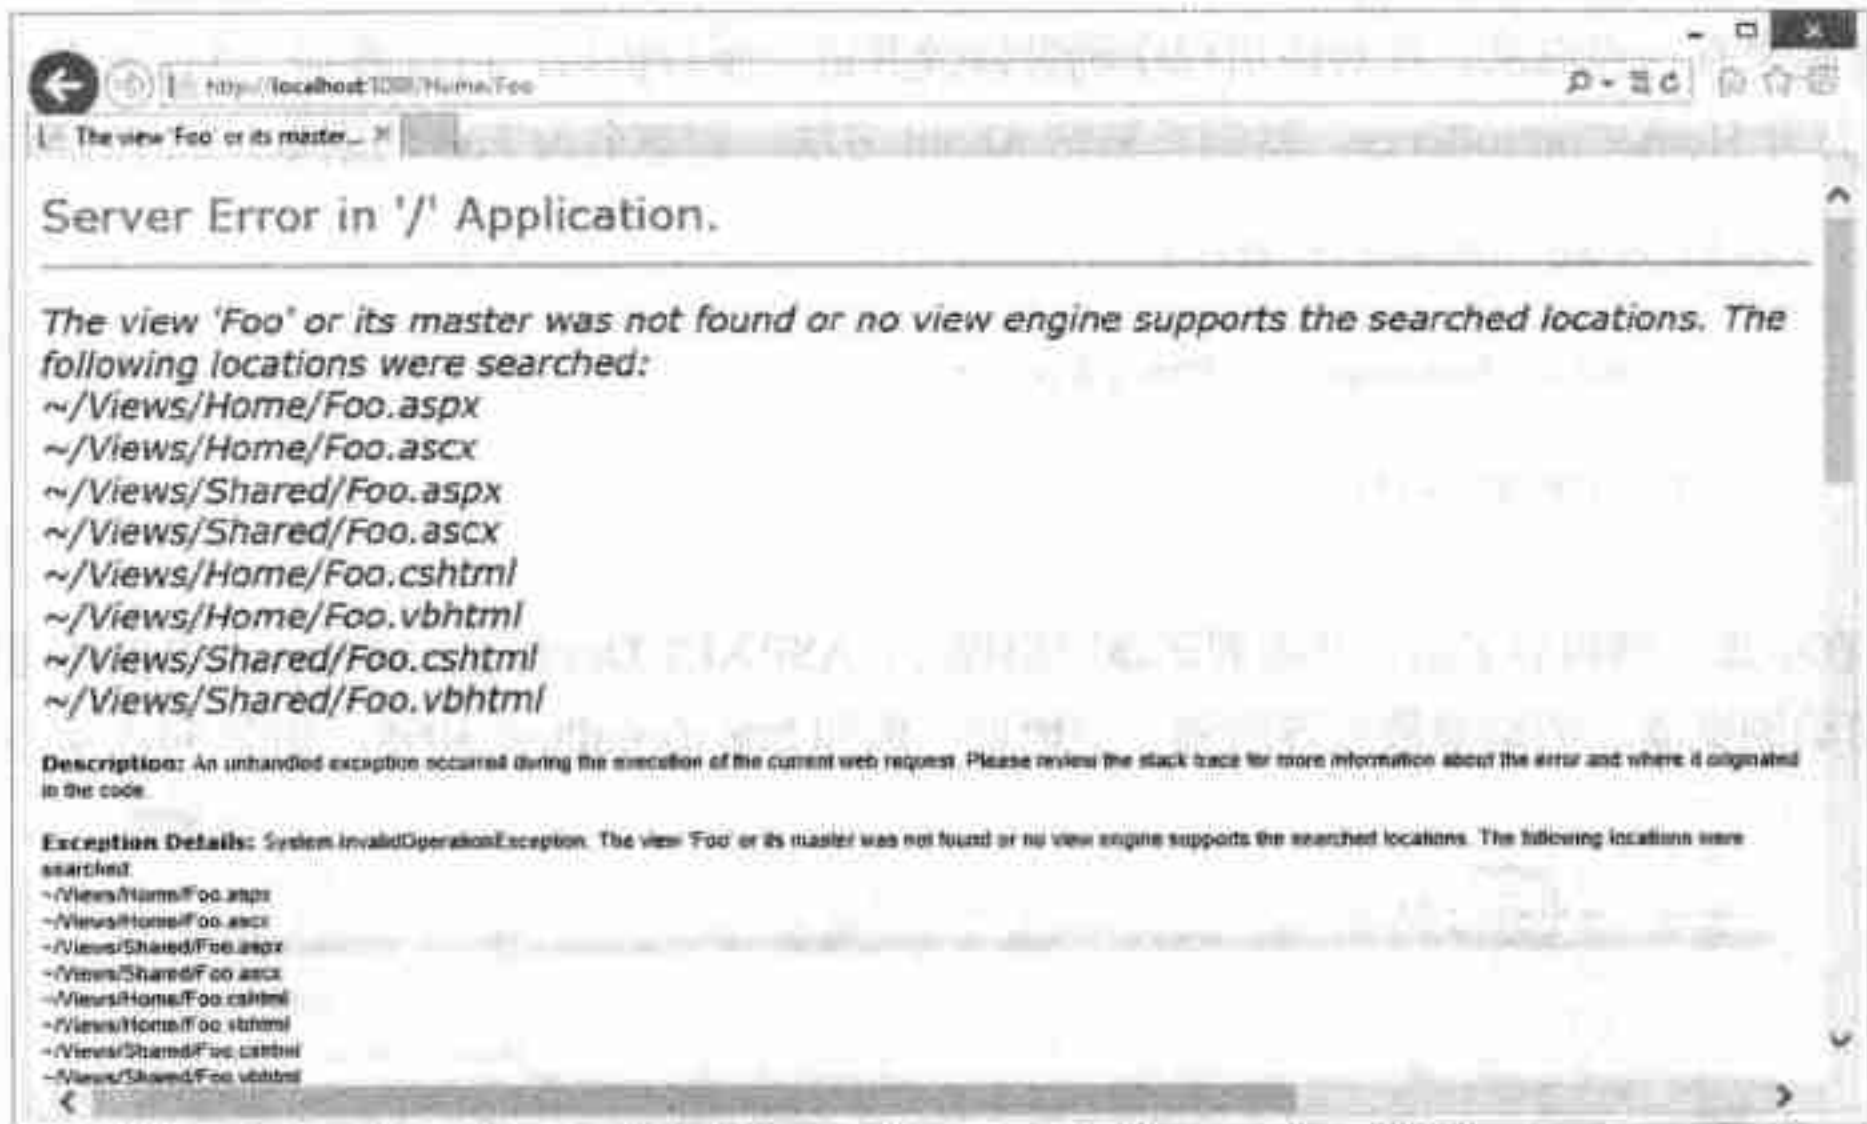 http://localhost /Home/Foo
The view 'Foo' or its master...
Server Error in '/' Application.
The view 'Foo' or its master was not found or no view engine supports the searched locations. The
following locations were searched:
~/Views/Home/Foo.aspx
~/Views/Home/Foo.ascx
~/Views/Shared/Foo.aspx
~/Views/Shared/Foo.ascx
~/Views/Home/Foo.cshtml
~/Views/Home/Foo.vbhtml
~/Views/Shared/Foo.cshtml
~/Views/Shared/Foo.vbhtml
Description: An unhandled exception occurred during the execution of the current web request. Please review the stack trace for more information about the error and where it originated
in the code.
Exception Details: System.InvalidOperationException: The view 'Foo' or its master was not found or no view engine supports the searched locations. The following locations were
searched:
~/Views/Home/Foo.aspx
~/Views/Home/Foo.ascx
~/Views/Shared/Foo.aspx
~/Views/Shared/Foo.ascx
~/Views/Home/Foo.cshtml
~/Views/Home/Foo.vbhtml
~/Views/Shared/Foo.cshtml
~/Views/Shared/Foo.vbhtml